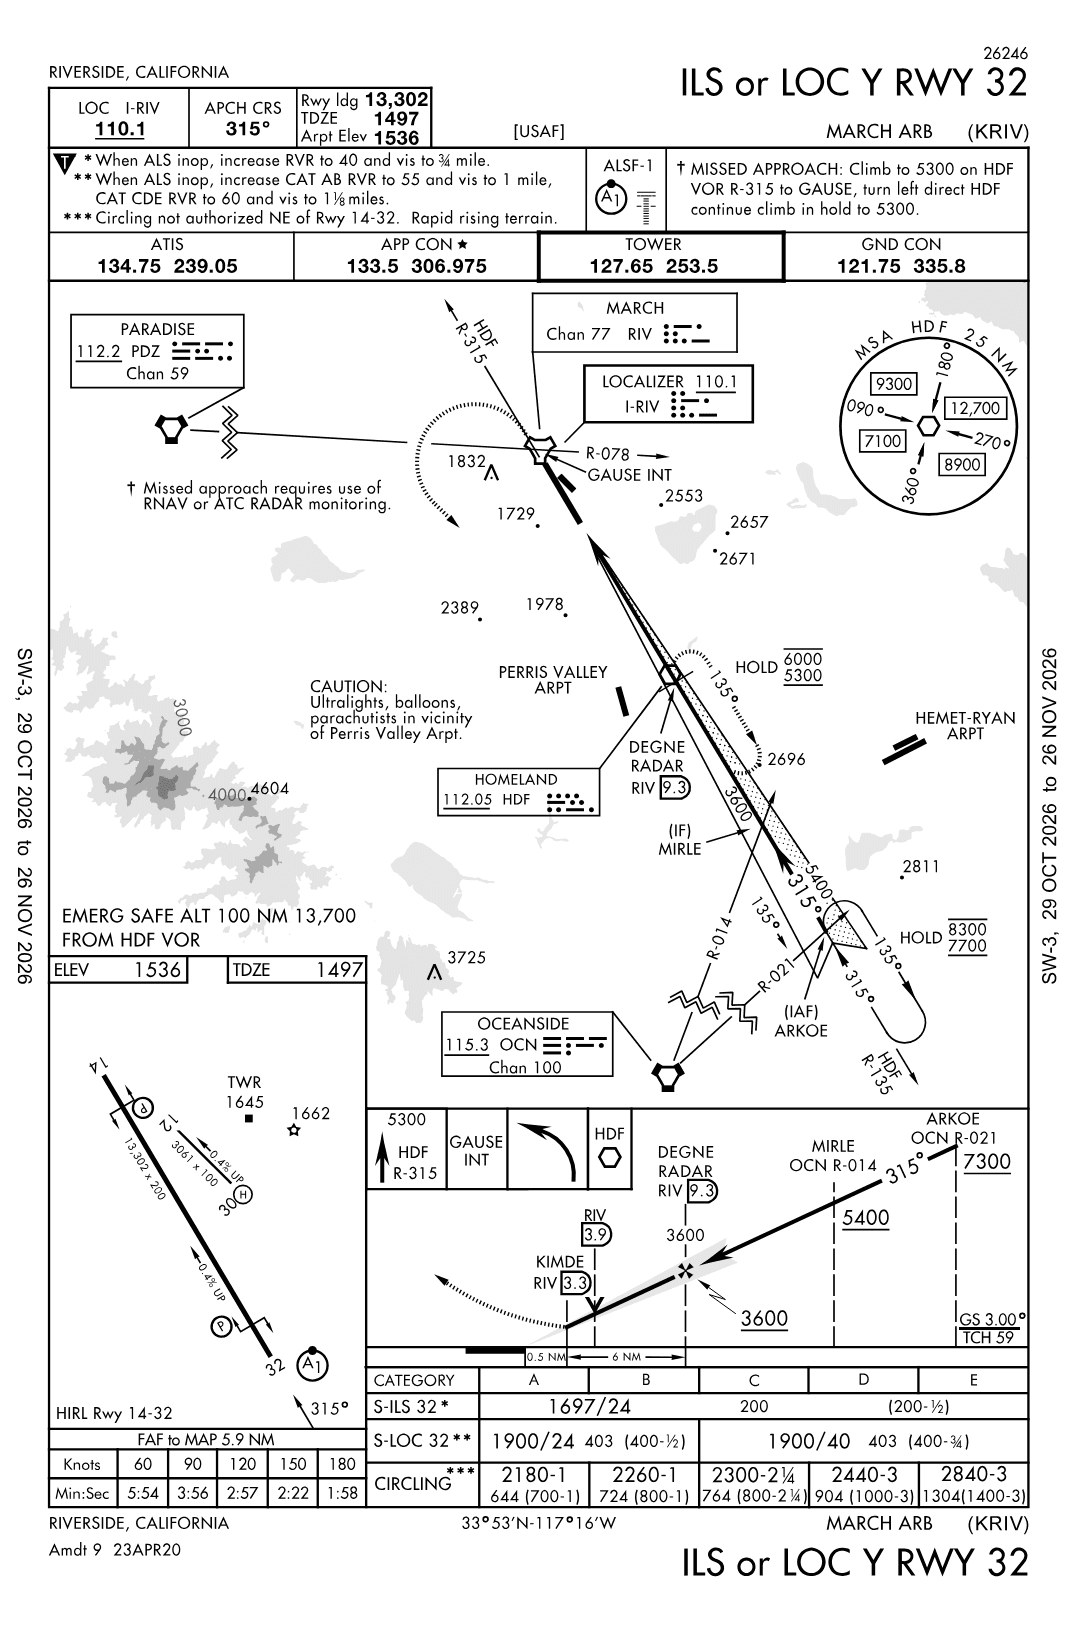 26246
RIVERSIDE, CALIFORNIA
ILS or LOC Y RWY 32
LOC I-RIV
110.1
APCH CRS
315°
Rwy ldg 13,302
TDZE 1497
Arpt Elev 1536
[USAF]
MARCH ARB (KRIV)
T
* When ALS inop, increase RVR to 40 and vis to ¾ mile.
** When ALS inop, increase CAT AB RVR to 55 and vis to 1 mile,
CAT CDE RVR to 60 and vis to 1⅛ miles.
*** Circling not authorized NE of Rwy 14-32. Rapid rising terrain.
ALSF-1
A1
† MISSED APPROACH: Climb to 5300 on HDF
VOR R-315 to GAUSE, turn left direct HDF
continue climb in hold to 5300.
ATIS
134.75 239.05
APP CON ★
133.5 306.975
TOWER
127.65 253.5
GND CON
121.75 335.8
PARADISE
112.2 PDZ
Chan 59
HDF
R-315
MARCH
Chan 77 RIV
LOCALIZER 110.1
I-RIV
MSA HDF 25 NM
180°
9300
090°
12,700
7100
270°
8900
360°
R-078
GAUSE INT
1832
† Missed approach requires use of
RNAV or ATC RADAR monitoring.
2553
1729
2657
2671
2389
1978
HOLD 6000
5300
PERRIS VALLEY
ARPT
135°
CAUTION:
Ultralights, balloons,
parachutists in vicinity
of Perris Valley Arpt.
3000
HEMET-RYAN
ARPT
DEGNE
RADAR
RIV 9.3
2696
HOMELAND
112.05 HDF
4000
4604
3600
(IF)
MIRLE
5400
2811
315°
EMERG SAFE ALT 100 NM 13,700
FROM HDF VOR
135°
R-014
HOLD 8300
7700
135°
3725
R-021
315°
(IAF)
ARKOE
OCEANSIDE
115.3 OCN
Chan 100
HDF
R-135
SW-3, 29 OCT 2026 to 26 NOV 2026
SW-3, 29 OCT 2026 to 26 NOV 2026
ELEV 1536
TDZE 1497
14
P
TWR
1645
1662
12
13,302 x 200
3061 x 100
0.4% UP
H
30
0.4% UP
P
32
A1
315°
HIRL Rwy 14-32
FAF to MAP 5.9 NM
Knots 60 90 120 150 180
Min:Sec 5:54 3:56 2:57 2:22 1:58
5300
HDF
R-315
GAUSE
INT
HDF
DEGNE
RADAR
RIV 9.3
MIRLE
OCN R-014
ARKOE
OCN R-021
315°
7300
5400
RIV
3.9
3600
KIMDE
RIV 3.3
3600
GS 3.00°
TCH 59
0.5 NM
6 NM
CATEGORY A B C D E
S-ILS 32* 1697/24 200 (200-½)
S-LOC 32** 1900/24 403 (400-½) 1900/40 403 (400-¾)
CIRCLING*** 2180-1 2260-1 2300-2¼ 2440-3 2840-3
644 (700-1) 724 (800-1) 764 (800-2¼) 904 (1000-3) 1304(1400-3)
RIVERSIDE, CALIFORNIA
33°53'N-117°16'W
MARCH ARB (KRIV)
Amdt 9 23APR20
ILS or LOC Y RWY 32